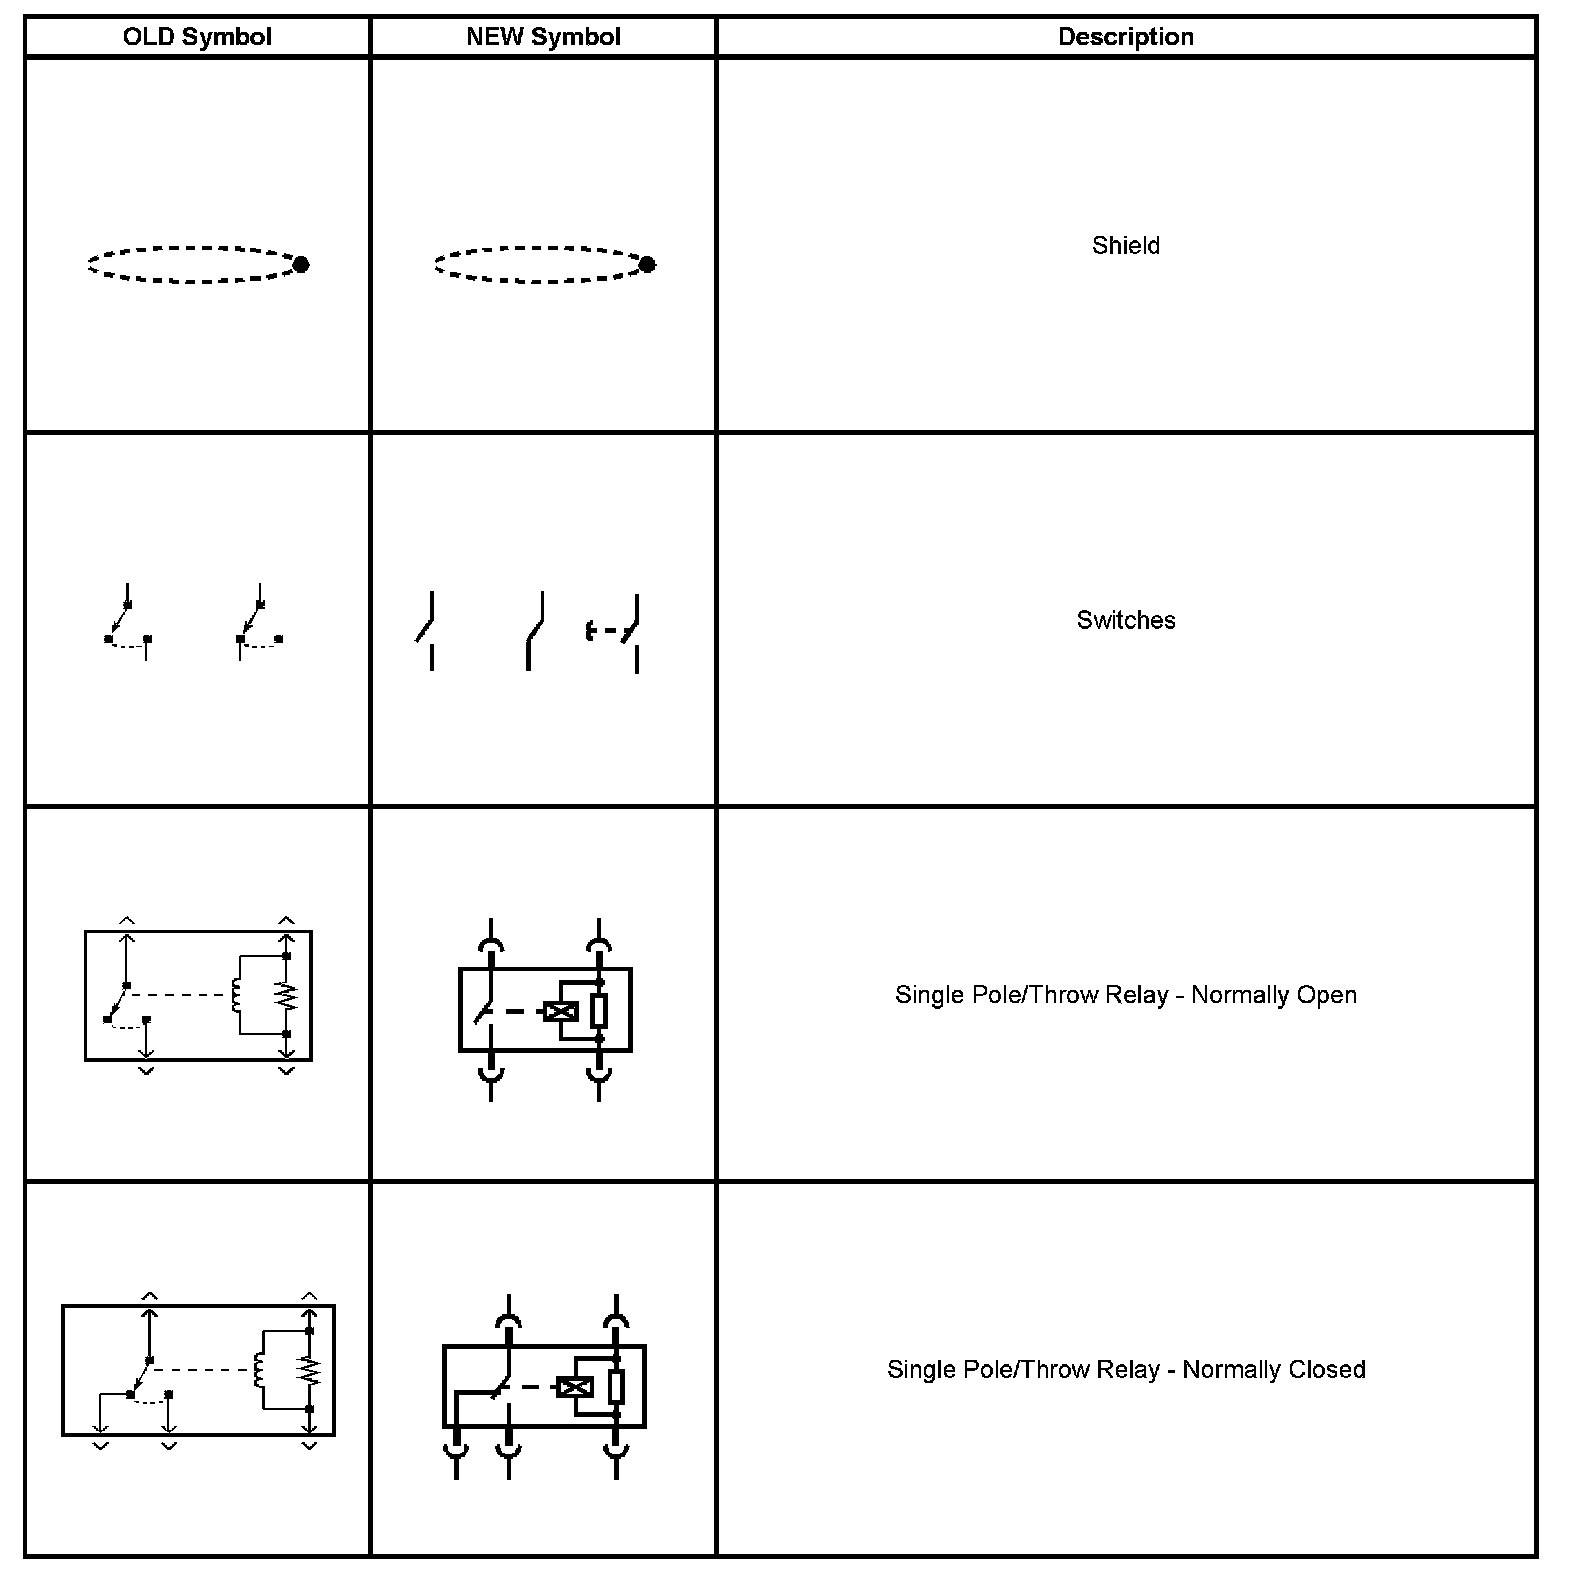 OLD Symbol NEW Symbol Description
Shield
Switches
Single Pole/Throw Relay - Normally Open
Single Pole/Throw Relay - Normally Closed